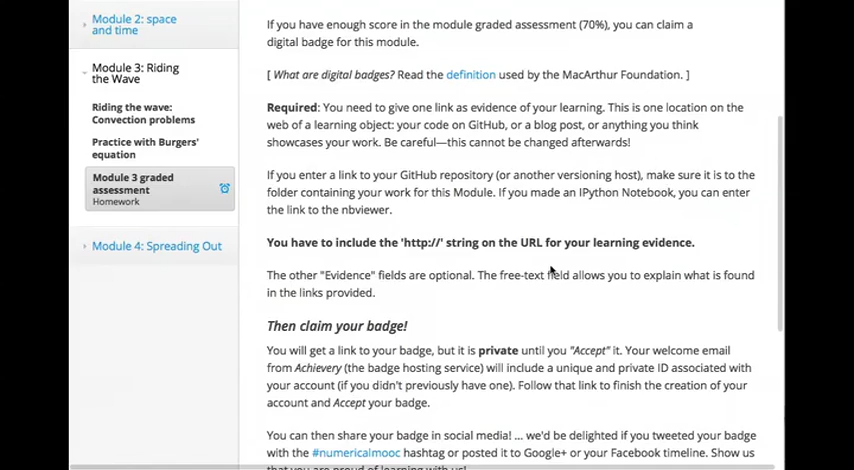 Module 2: space
and time
Module 3: Riding
the Wave
Riding the wave:
Convection problems
Practice with Burgers'
equation
Module 3 graded
assessment
Homework
Module 4: Spreading Out
If you have enough score in the module graded assessment (70%), you can claim a
digital badge for this module.
[ What are digital badges? Read the definition used by the MacArthur Foundation. ]
Required: You need to give one link as evidence of your learning. This is one location on the
web of a learning object: your code on GitHub, or a blog post, or anything you think
showcases your work. Be careful—this cannot be changed afterwards!
If you enter a link to your GitHub repository (or another versioning host), make sure it is to the
folder containing your work for this Module. If you made an IPython Notebook, you can enter
the link to the nbviewer.
You have to include the 'http://' string on the URL for your learning evidence.
The other "Evidence" fields are optional. The free-text field allows you to explain what is found
in the links provided.
Then claim your badge!
You will get a link to your badge, but it is private until you "Accept" it. Your welcome email
from Achievery (the badge hosting service) will include a unique and private ID associated with
your account (if you didn't previously have one). Follow that link to finish the creation of your
account and Accept your badge.
You can then share your badge in social media! ... we'd be delighted if you tweeted your badge
with the #numericalmooc hashtag or posted it to Google+ or your Facebook timeline. Show us
that you are proud of learning with us!